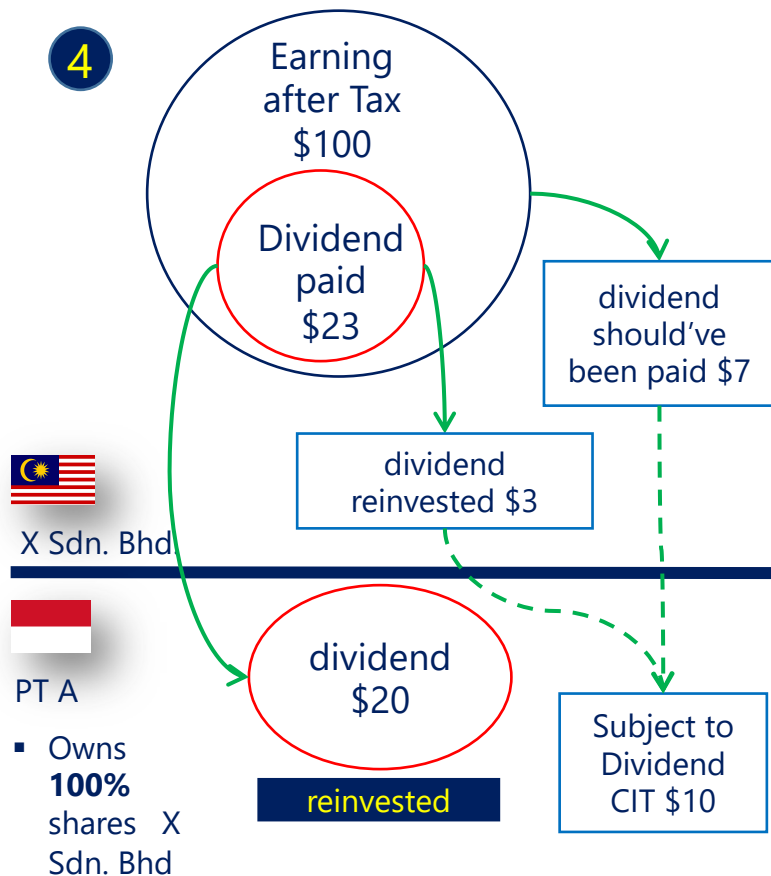 4
Earning
after Tax
$100
Dividend
paid
$23
dividend
should've
been paid $7
dividend
reinvested $3
X Sdn. Bhd.
PT A
▪ Owns
100%
shares X
Sdn. Bhd
dividend
$20
reinvested
Subject to
Dividend
CIT $10